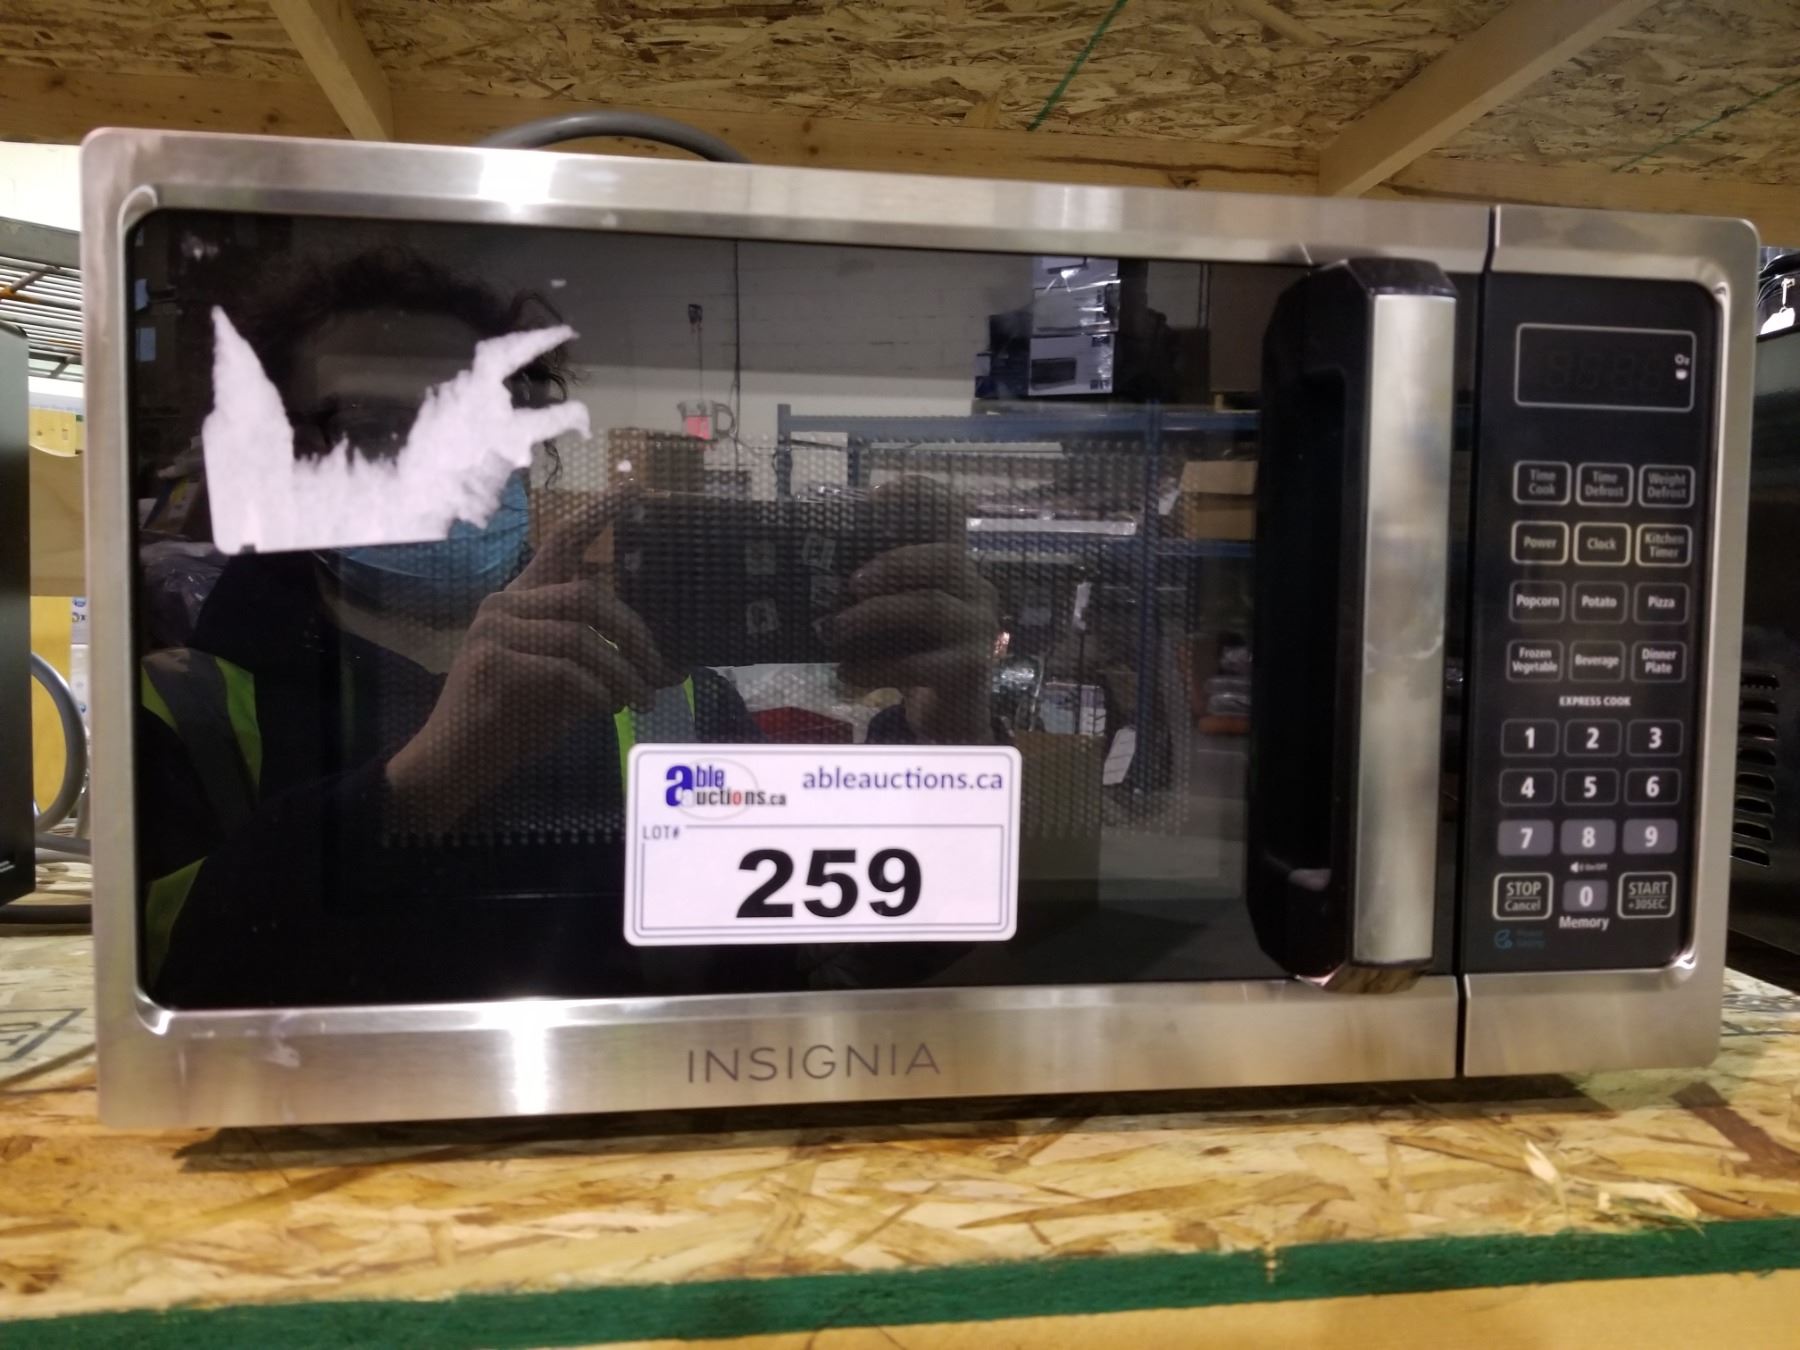 Time Cook
Time Defrost
Weight Defrost
Power
Clock
Kitchen Timer
Popcorn
Potato
Pizza
Frozen Vegetable
Beverage
Dinner Plate
EXPRESS COOK
1 2 3
4 5 6
7 8 9
On/Off
STOP Cancel
0
START +30SEC.
Memory
able auctions.ca
ableauctions.ca
LOT#
259
INSIGNIA